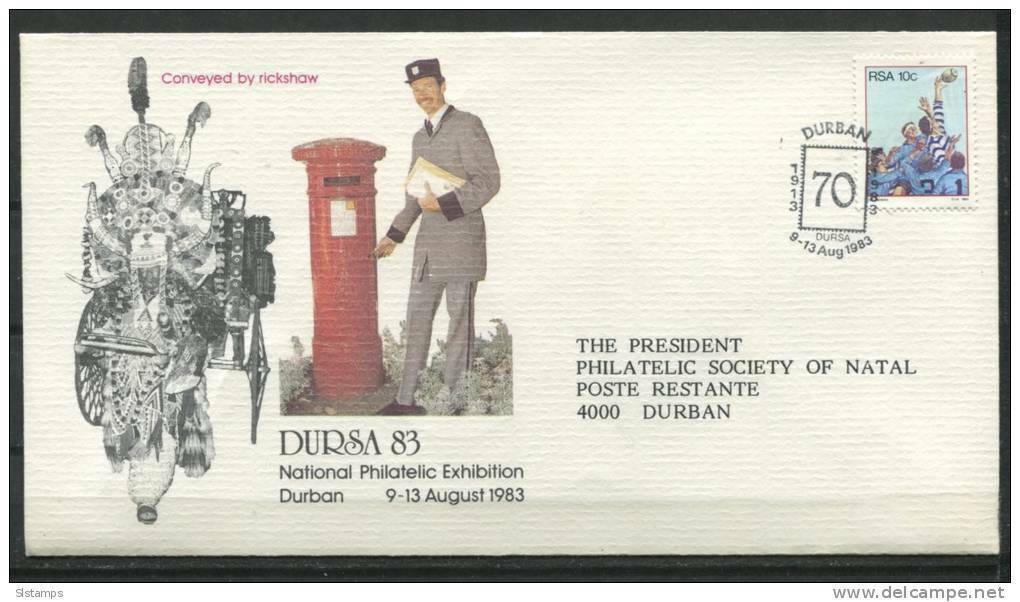 Conveyed by rickshaw
RSA 10c
DURBAN
1913
70
1983
DURSA
9-13 Aug 1983
2 1
THE PRESIDENT
PHILATELIC SOCIETY OF NATAL
POSTE RESTANTE
4000 DURBAN
DURSA 83
National Philatelic Exhibition
Durban 9-13 August 1983
Slstamps
www.delcampe.net